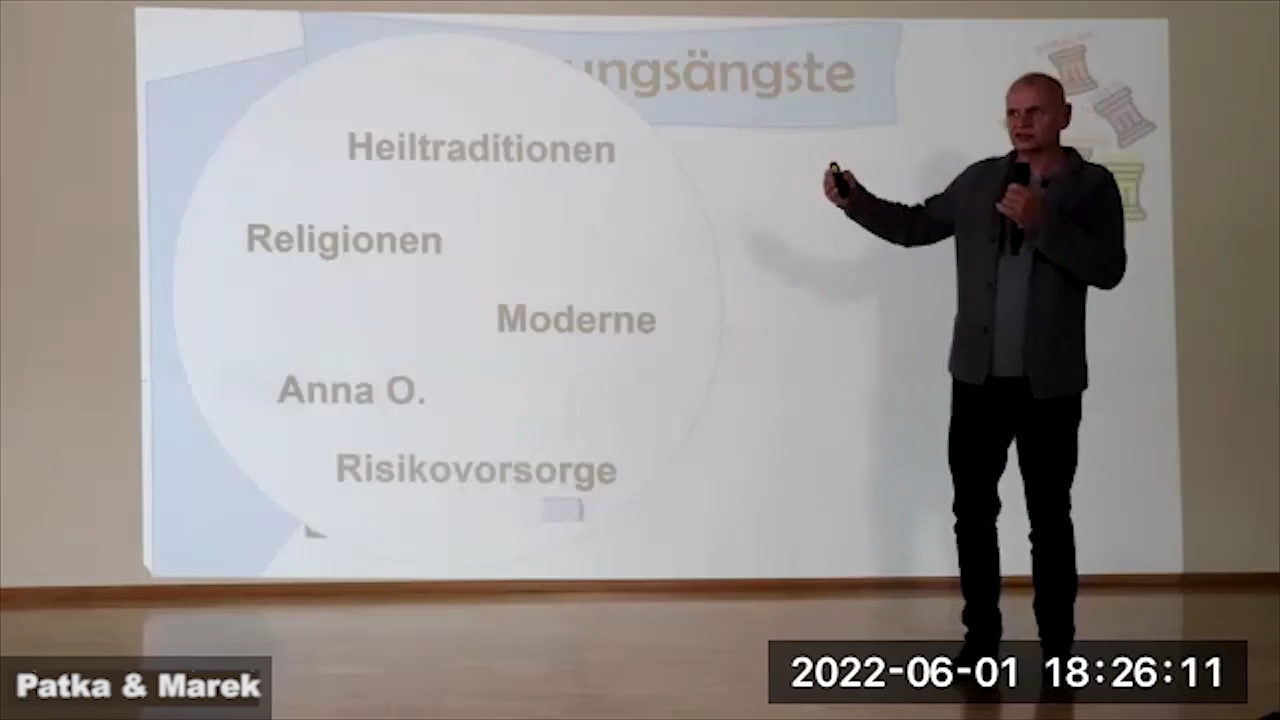 ungsängste
Heiltraditionen
Religionen
Moderne
Anna O.
Risikovorsorge
Patka & Marek
2022-06-01 18:26:11